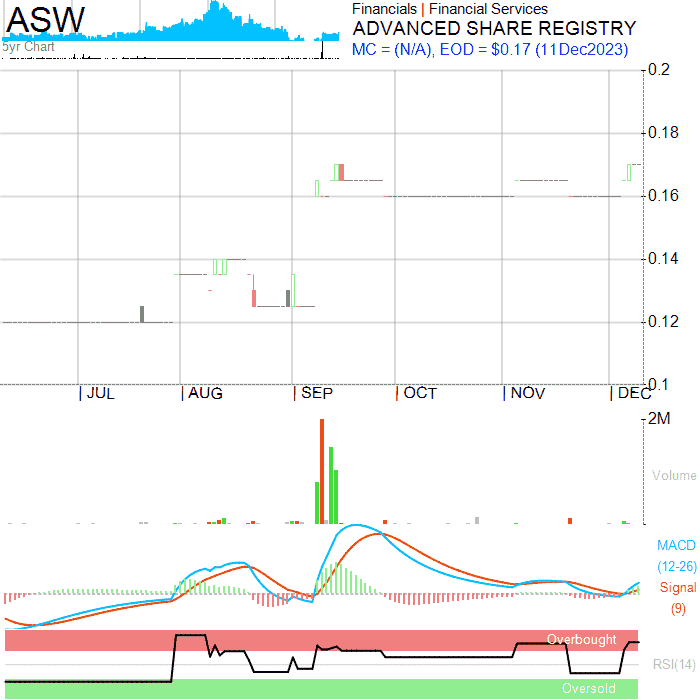 ASW
5yr Chart
Financials | Financial Services
ADVANCED SHARE REGISTRY
MC = (N/A), EOD = $0.17 (11Dec2023)
0.2
0.18
0.16
0.14
0.12
0.1
JUL AUG SEP OCT NOV DEC
2M
Volume
MACD
(12-26)
Signal
(9)
Overbought
RSI(14)
Oversold